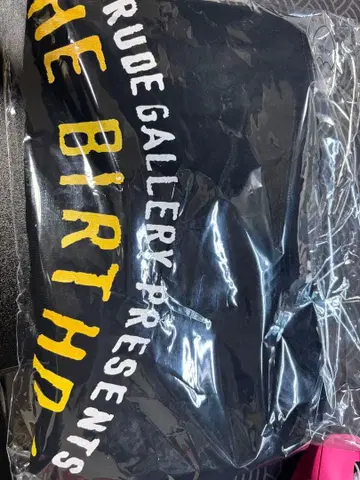 RUDE GALLERY PRESENTS
HE BIRTHD